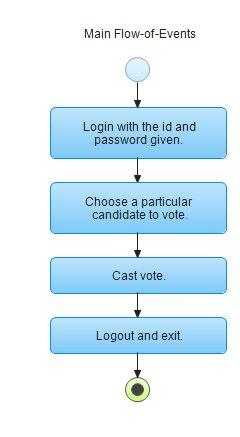 Main Flow-of-Events
Login with the id and
password given.
Choose a particular
candidate to vote.
Cast vote.
Logout and exit.